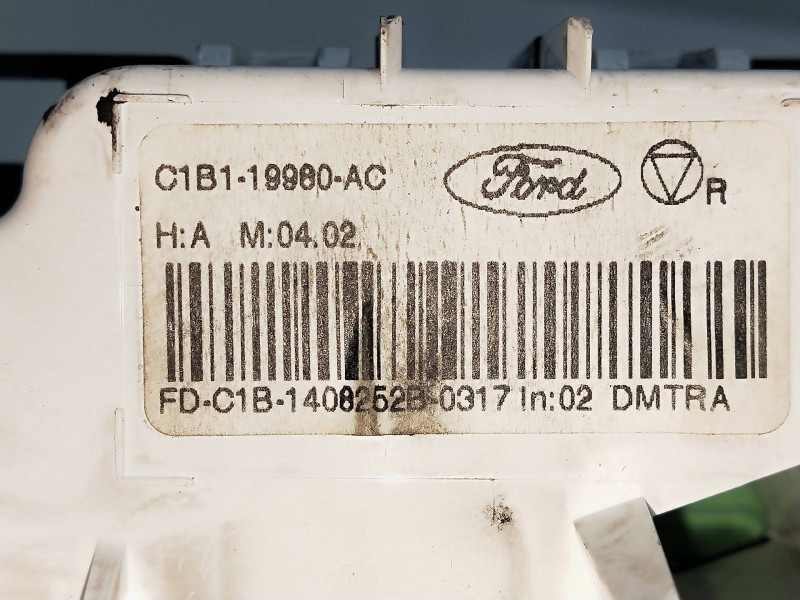 C1B1-19980-AC Ford R
H:A M:04.02
FD-C1B-1408252B-0317 In:02 DMTRA